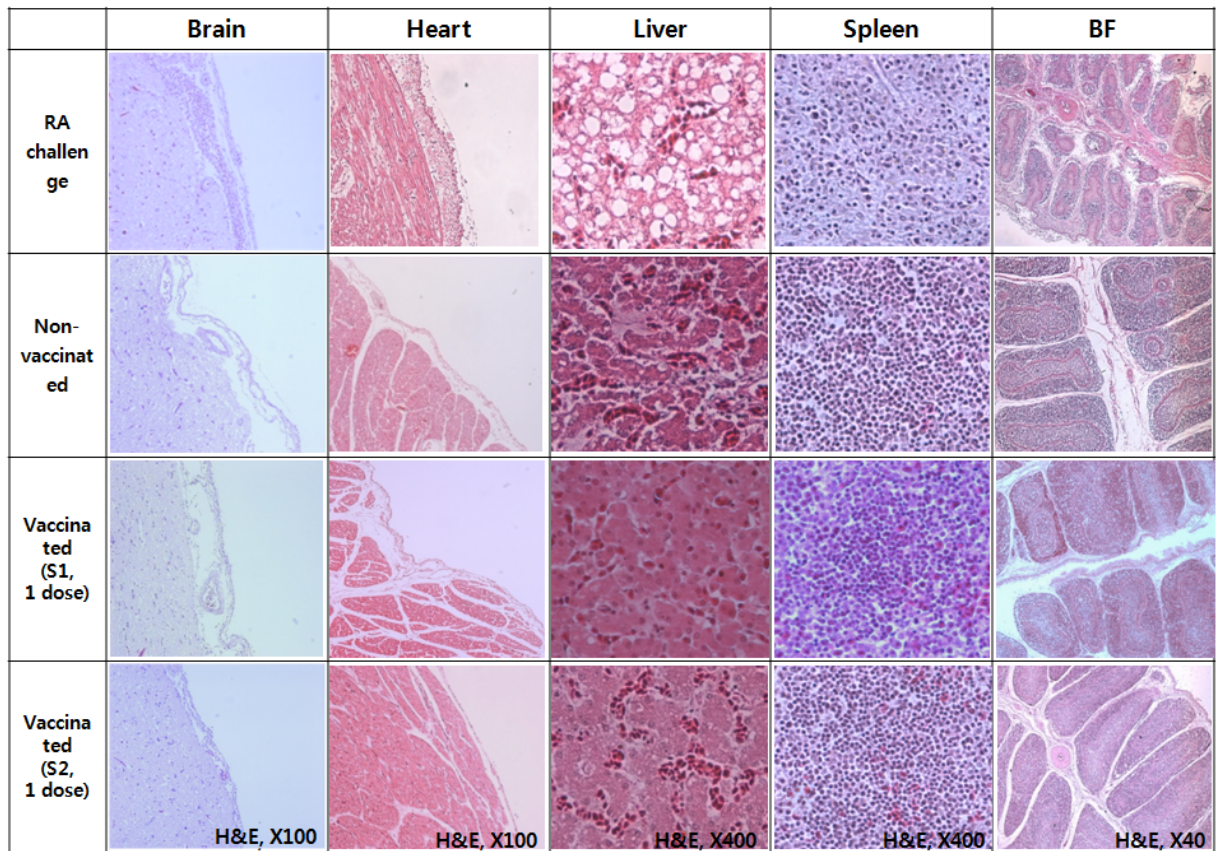 Brain Heart Liver Spleen BF
RA
challen
ge
Non-
vaccinat
ed
Vaccina
ted
(S1,
1 dose)
Vaccina
ted
(S2,
1 dose)
H&E, X100 H&E, X100 H&E, X400 H&E, X400 H&E, X40